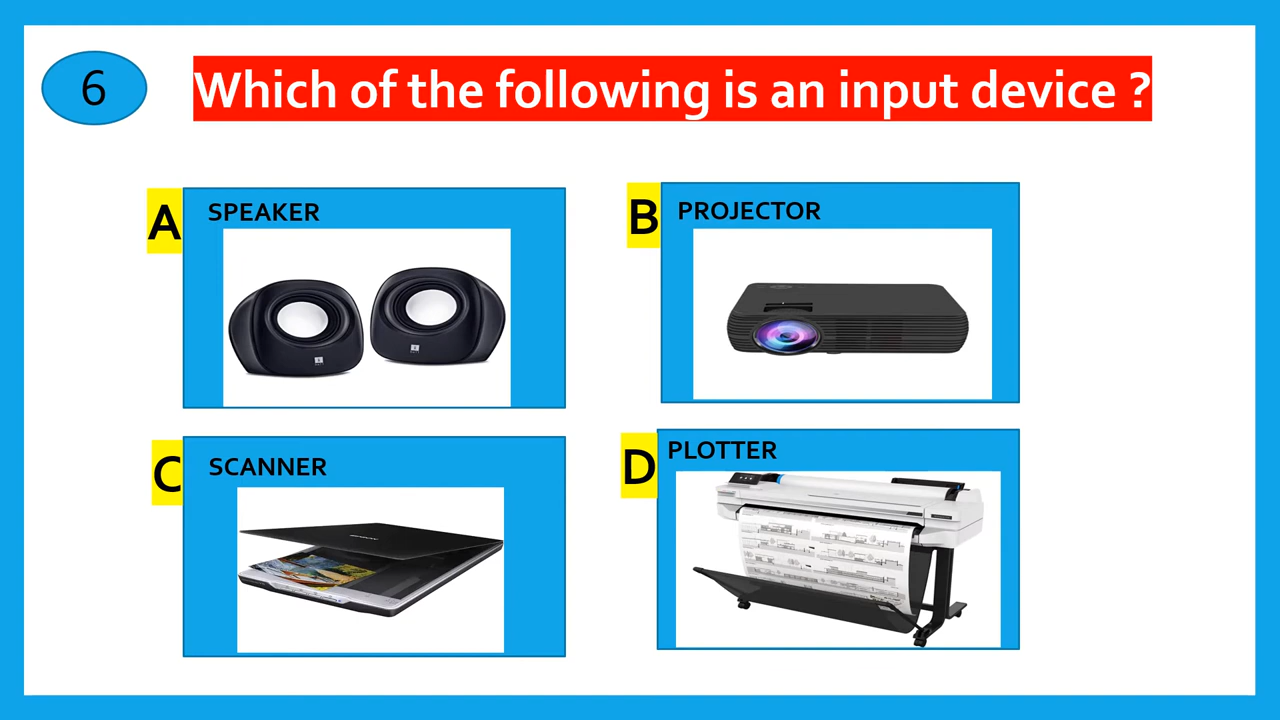 6
Which of the following is an input device ?
A
SPEAKER
B
PROJECTOR
C
SCANNER
D
PLOTTER